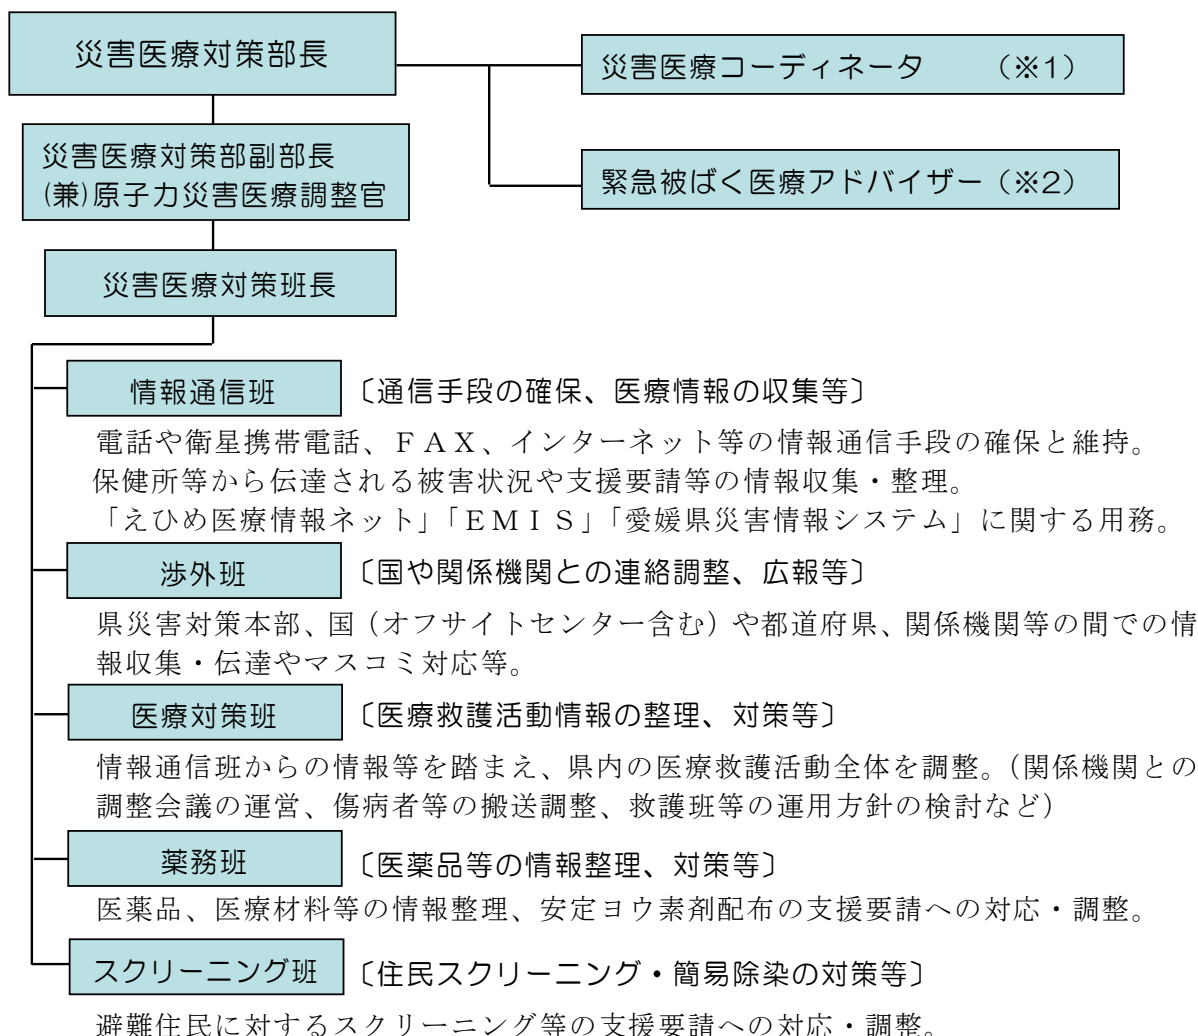 災害医療対策部長
災害医療コーディネータ　（※1）
災害医療対策部副部長
(兼)原子力災害医療調整官
緊急被ばく医療アドバイザー（※2）
災害医療対策班長
情報通信班　〔通信手段の確保、医療情報の収集等〕
電話や衛星携帯電話、ＦＡＸ、インターネット等の情報通信手段の確保と維持。
保健所等から伝達される被害状況や支援要請等の情報収集・整理。
「えひめ医療情報ネット」「ＥＭＩＳ」「愛媛県災害情報システム」に関する用務。
渉外班　〔国や関係機関との連絡調整、広報等〕
県災害対策本部、国（オフサイトセンター含む）や都道府県、関係機関等の間での情
報収集・伝達やマスコミ対応等。
医療対策班　〔医療救護活動情報の整理、対策等〕
情報通信班からの情報等を踏まえ、県内の医療救護活動全体を調整。（関係機関との
調整会議の運営、傷病者等の搬送調整、救護班等の運用方針の検討など）
薬務班　〔医薬品等の情報整理、対策等〕
医薬品、医療材料等の情報整理、安定ヨウ素剤配布の支援要請への対応・調整。
スクリーニング班　〔住民スクリーニング・簡易除染の対策等〕
避難住民に対するスクリーニング等の支援要請への対応・調整。